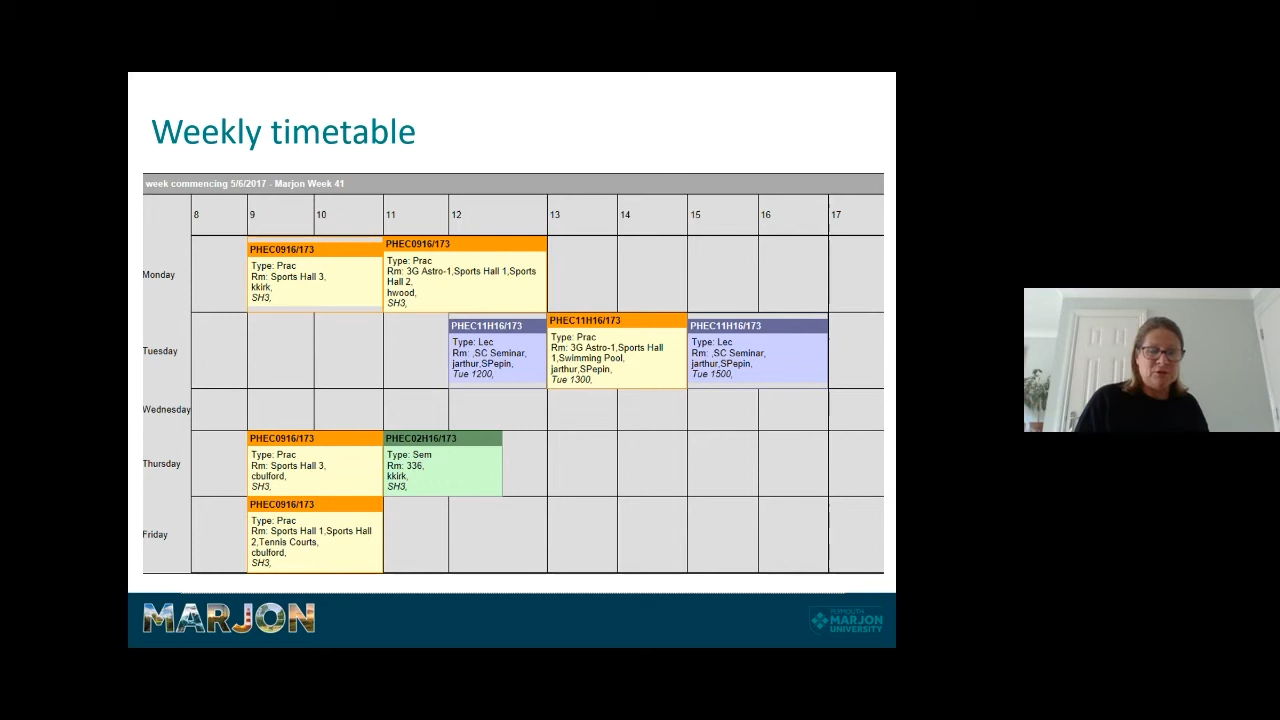 Weekly timetable
week commencing 5/6/2017 - Marjon Week 41
8 9 10 11 12 13 14 15 16 17
Monday
PHEC0916/173
Type: Prac
Rm: Sports Hall 3,
kkirk,
SH3,
PHEC0916/173
Type: Prac
Rm: 3G Astro-1,Sports Hall 1,Sports
Hall 2,
hwood,
SH3,
Tuesday
PHEC11H16/173
Type: Lec
Rm: ,SC Seminar,
jarthur,SPepin,
Tue 1200,
PHEC11H16/173
Type: Prac
Rm: 3G Astro-1,Sports Hall
1,Swimming Pool,
jarthur,SPepin,
Tue 1300,
PHEC11H16/173
Type: Lec
Rm: ,SC Seminar,
jarthur,SPepin,
Tue 1500,
Wednesday
Thursday
PHEC0916/173
Type: Prac
Rm: Sports Hall 3,
cbulford,
SH3,
PHEC02H16/173
Type: Sem
Rm: 336,
kkirk,
SH3,
Friday
PHEC0916/173
Type: Prac
Rm: Sports Hall 1,Sports Hall
2,Tennis Courts,
cbulford,
SH3,
MARJON
PLYMOUTH
MARJON
UNIVERSITY